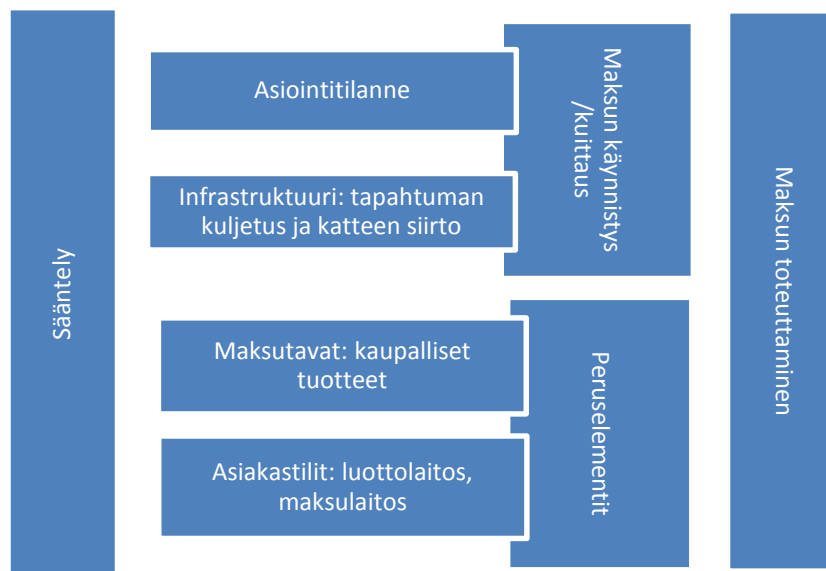 Sääntely
Asiointitilanne
Infrastruktuuri: tapahtuman
kuljetus ja katteen siirto
Maksutavat: kaupalliset
tuotteet
Asiakastilit: luottolaitos,
maksulaitos
Maksun käynnistys
/kuittaus
Peruselementit
Maksun toteuttaminen